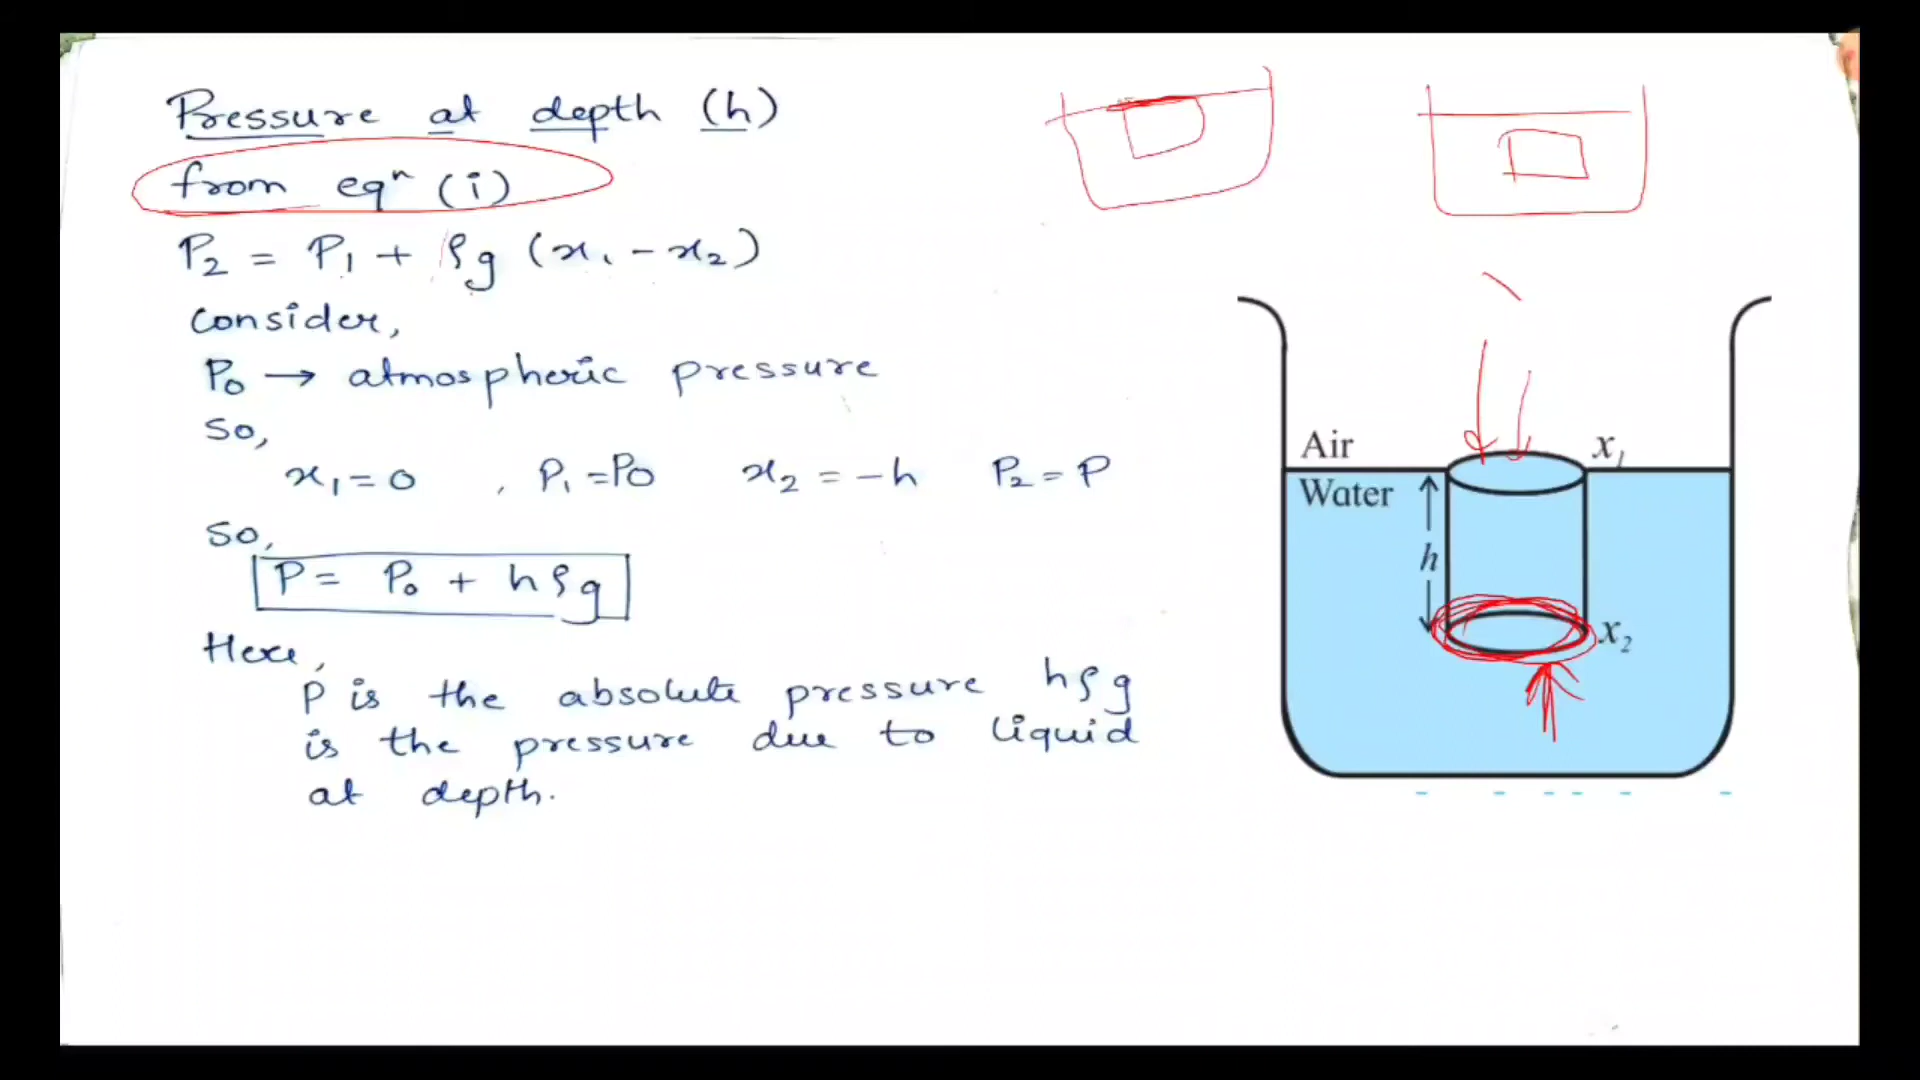 Pressure at depth (h)
from eqⁿ (i)
P₂ = P₁ + ρg (x₁ - x₂)
Consider,
P₀ → atmospheric pressure
So,
x₁ = 0 , P₁ = P₀ x₂ = -h P₂ = P
So,
P = P₀ + hρg
Here,
P is the absolute pressure hρg
is the pressure due to liquid
at depth.
Air
x₁
Water
h
x₂